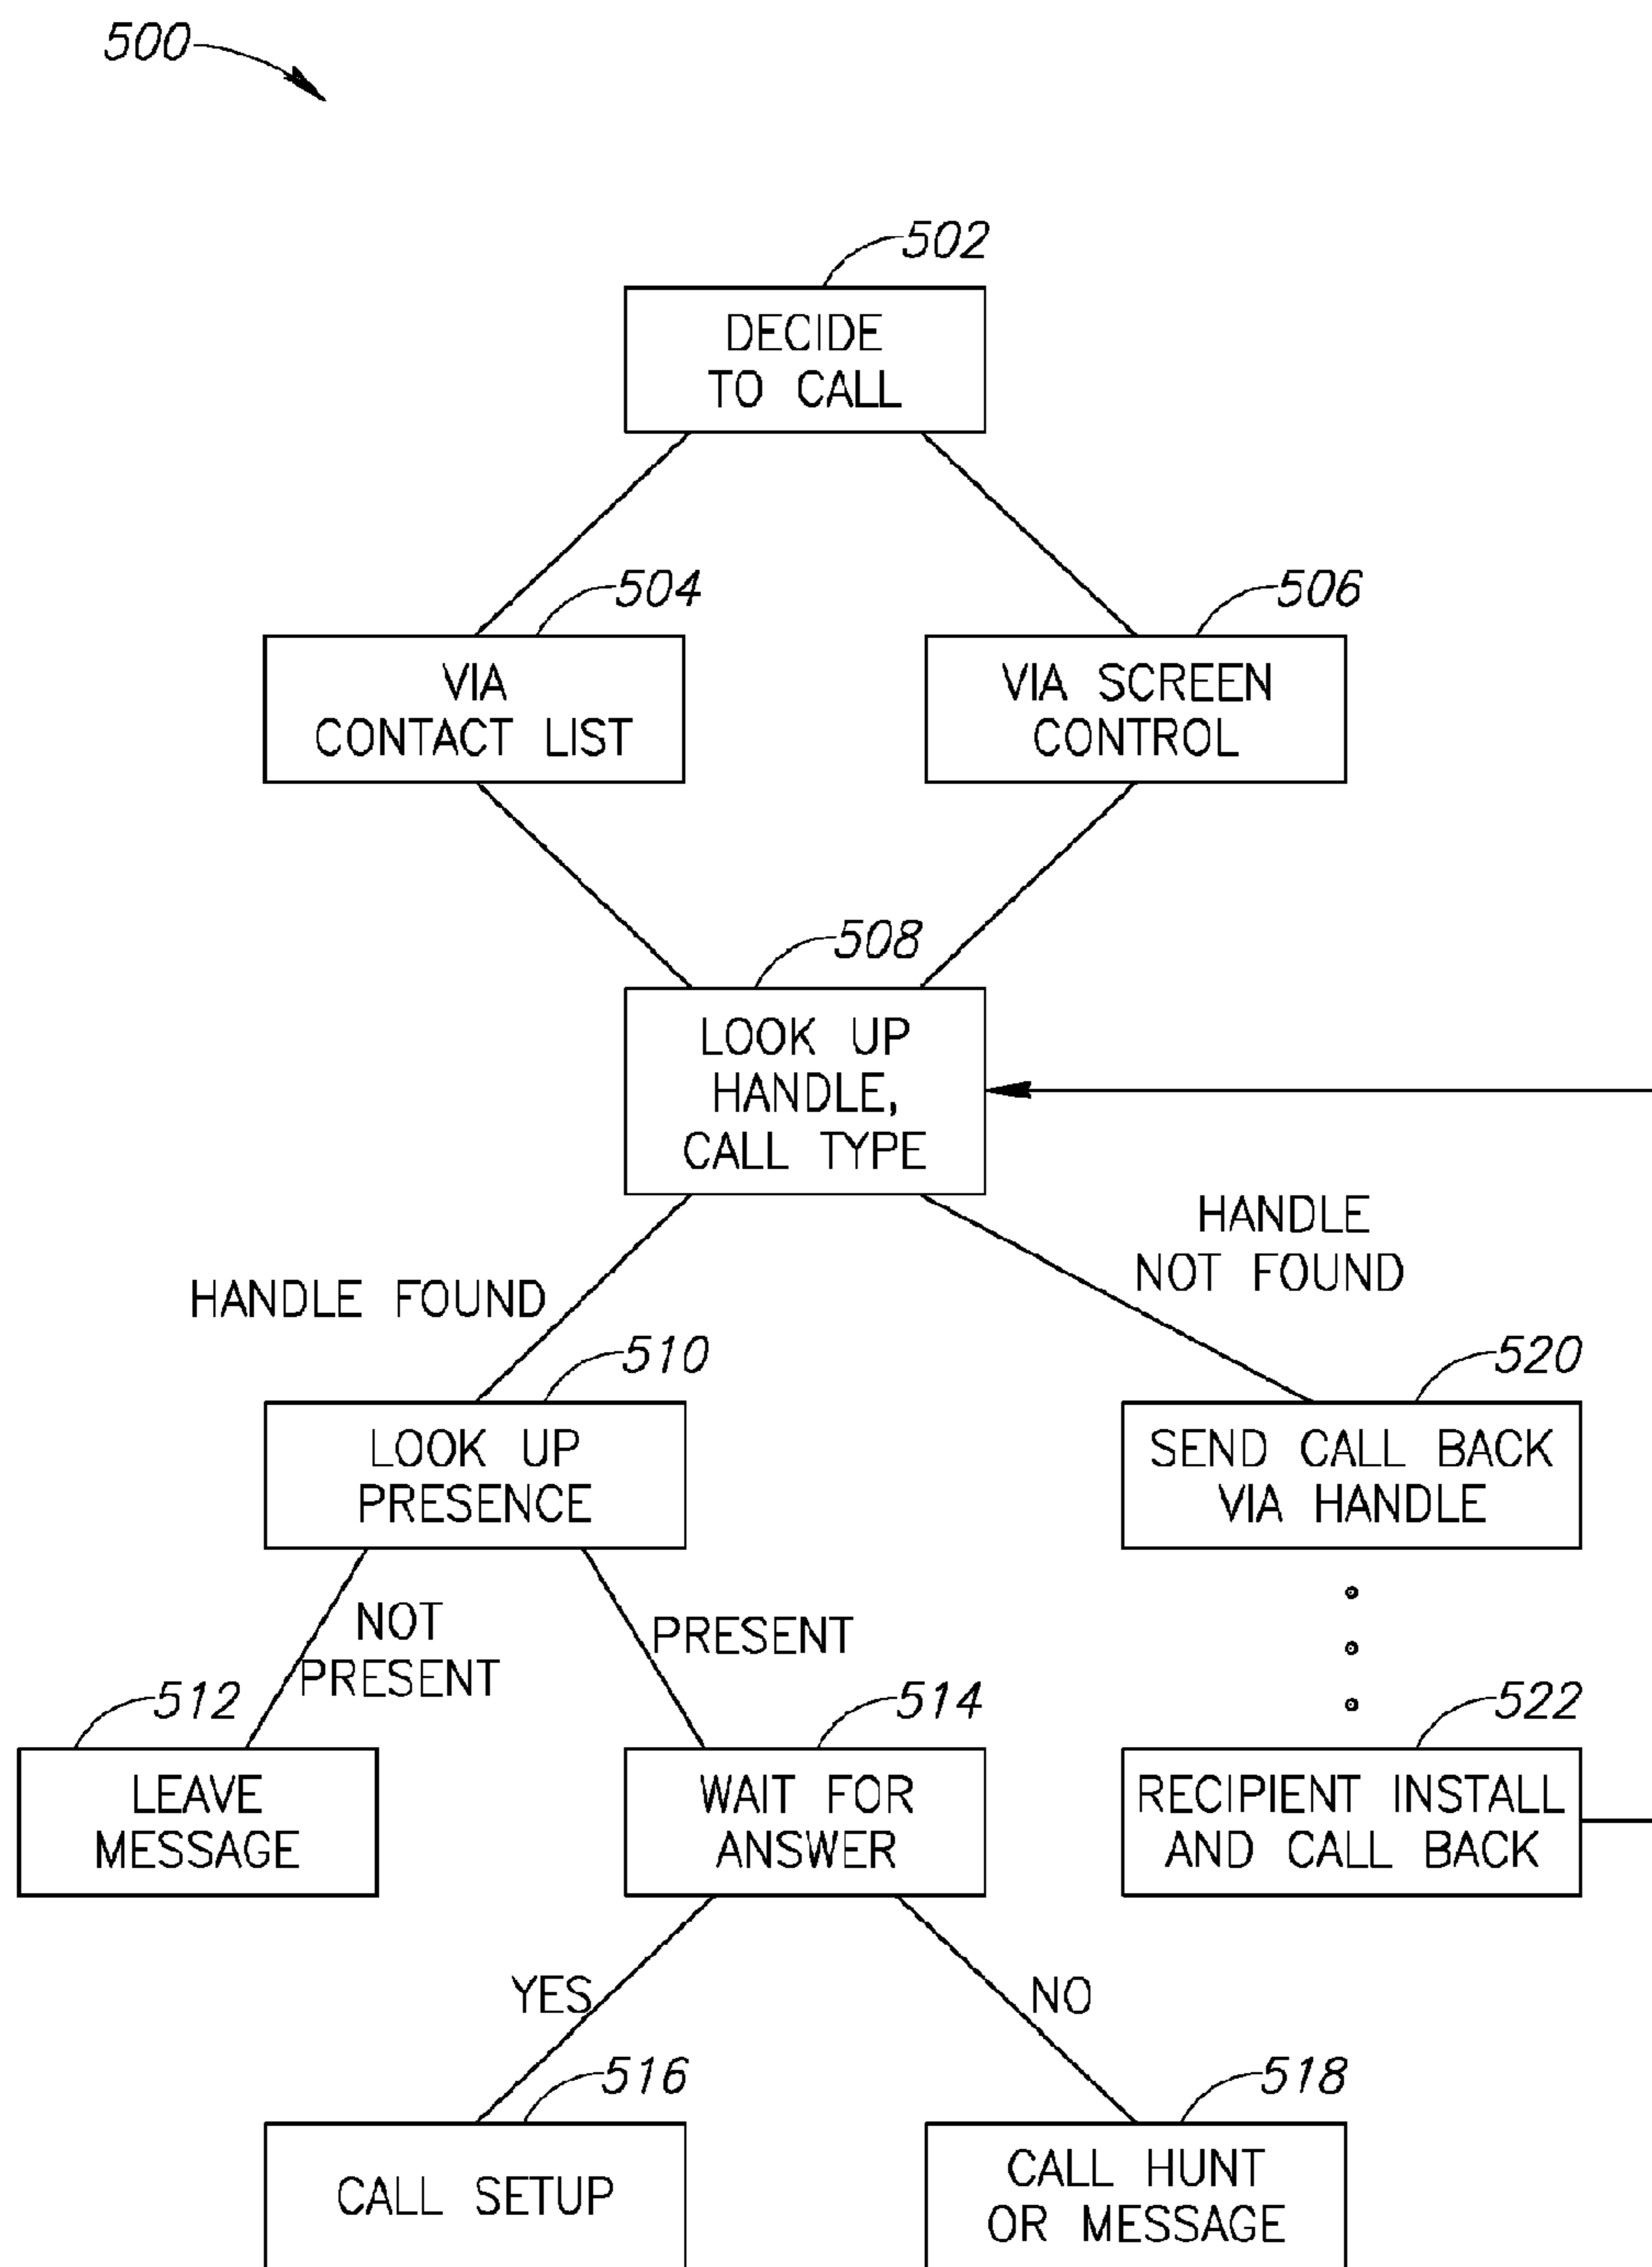 500
502
DECIDE
TO CALL
504
VIA
CONTACT LIST
506
VIA SCREEN
CONTROL
508
LOOK UP
HANDLE,
CALL TYPE
HANDLE FOUND
HANDLE
NOT FOUND
510
LOOK UP
PRESENCE
520
SEND CALL BACK
VIA HANDLE
NOT
PRESENT
PRESENT
512
LEAVE
MESSAGE
514
WAIT FOR
ANSWER
522
RECIPIENT INSTALL
AND CALL BACK
YES
NO
516
CALL SETUP
518
CALL HUNT
OR MESSAGE